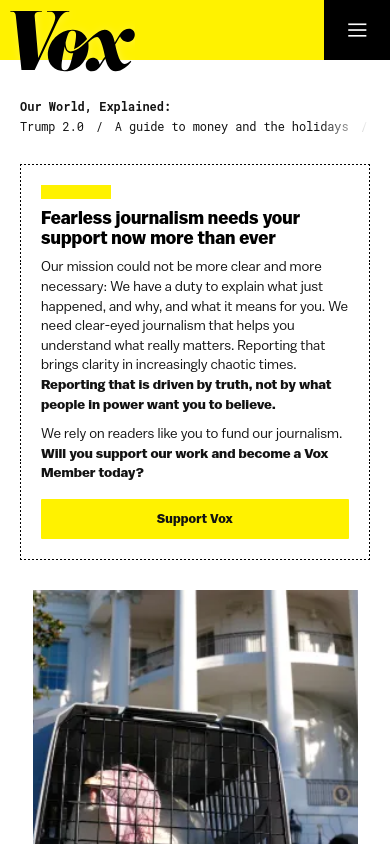 Vox
Our World, Explained:
Trump 2.0 / A guide to money and the holidays /
Fearless journalism needs your
support now more than ever
Our mission could not be more clear and more
necessary: We have a duty to explain what just
happened, and why, and what it means for you. We
need clear-eyed journalism that helps you
understand what really matters. Reporting that
brings clarity in increasingly chaotic times.
Reporting that is driven by truth, not by what
people in power want you to believe.
We rely on readers like you to fund our journalism.
Will you support our work and become a Vox
Member today?
Support Vox